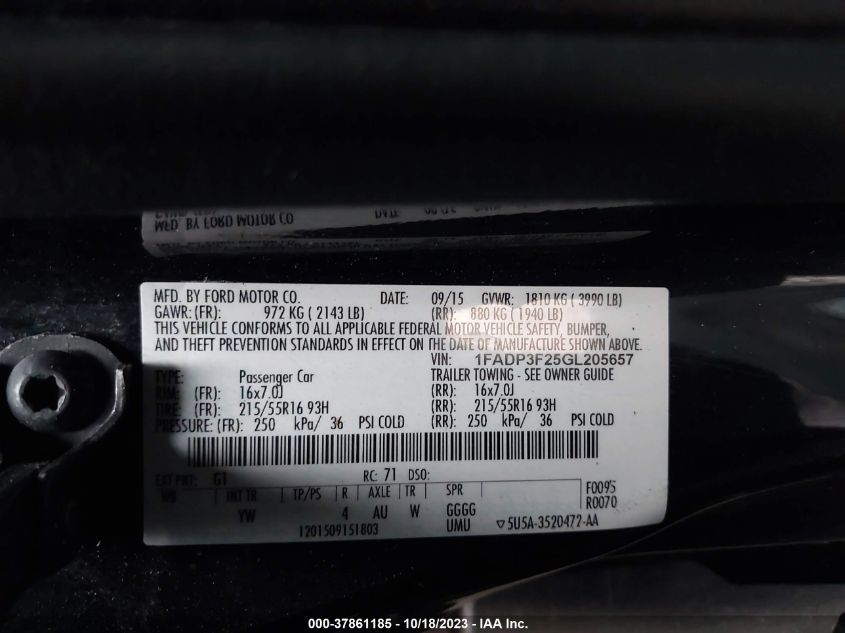 MFD. BY FORD MOTOR CO
MFD. BY FORD MOTOR CO. DATE: 09/15 GVWR: 1810 KG ( 3990 LB)
GAWR: (FR): 972 KG ( 2143 LB) (RR): 880 KG ( 1940 LB)
THIS VEHICLE CONFORMS TO ALL APPLICABLE FEDERAL MOTOR VEHICLE SAFETY, BUMPER,
AND THEFT PREVENTION STANDARDS IN EFFECT ON THE DATE OF MANUFACTURE SHOWN ABOVE.
VIN: 1FADP3F25GL205657
TYPE: Passenger Car TRAILER TOWING - SEE OWNER GUIDE
RIM: (FR): 16x7.0J (RR): 16x7.0J
TIRE: (FR): 215/55R16 93H (RR): 215/55R16 93H
PRESSURE: (FR): 250 kPa/ 36 PSI COLD (RR): 250 kPa/ 36 PSI COLD
EXT PNT: G1 RC: 71 DSO:
WB INT TR TP/PS R AXLE TR SPR F0095
YW 4 AU W GGGG R0070
1201509151803 UMU ▽5U5A-3520472-AA
000-37861185 - 10/18/2023 - © IAA Inc.